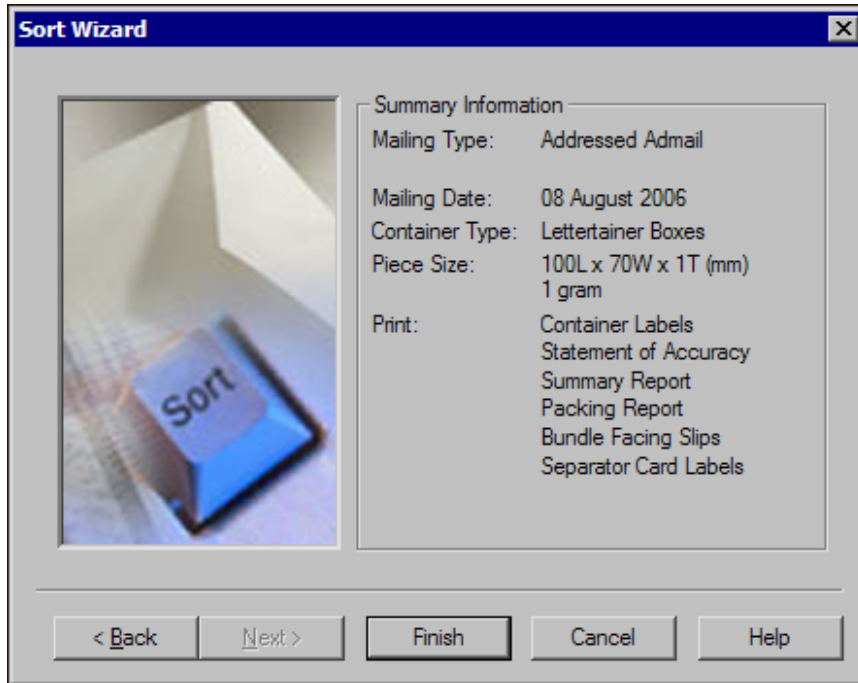 Sort Wizard
Sort
Summary Information
Mailing Type: Addressed Admail
Mailing Date: 08 August 2006
Container Type: Lettertainer Boxes
Piece Size: 100L x 70W x 1T (mm)
1 gram
Print: Container Labels
Statement of Accuracy
Summary Report
Packing Report
Bundle Facing Slips
Separator Card Labels
< Back Next > Finish Cancel Help